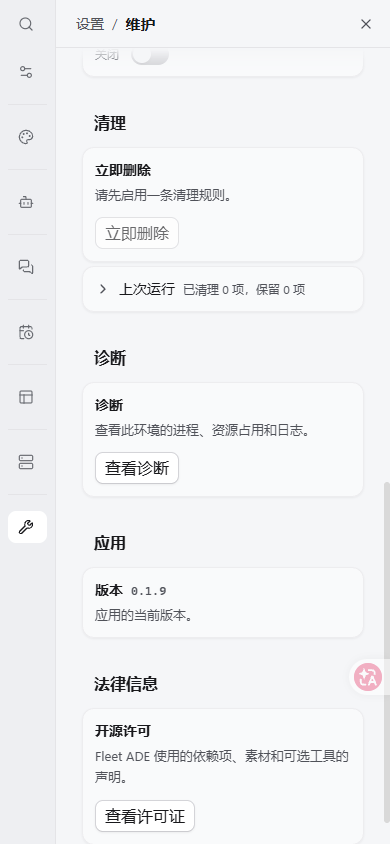 设置 / 维护
关闭
清理
立即删除
请先启用一条清理规则。
立即删除
上次运行 已清理 0 项，保留 0 项
诊断
诊断
查看此环境的进程、资源占用和日志。
查看诊断
应用
版本 0.1.9
应用的当前版本。
法律信息
开源许可
Fleet ADE 使用的依赖项、素材和可选工具的
声明。
查看许可证